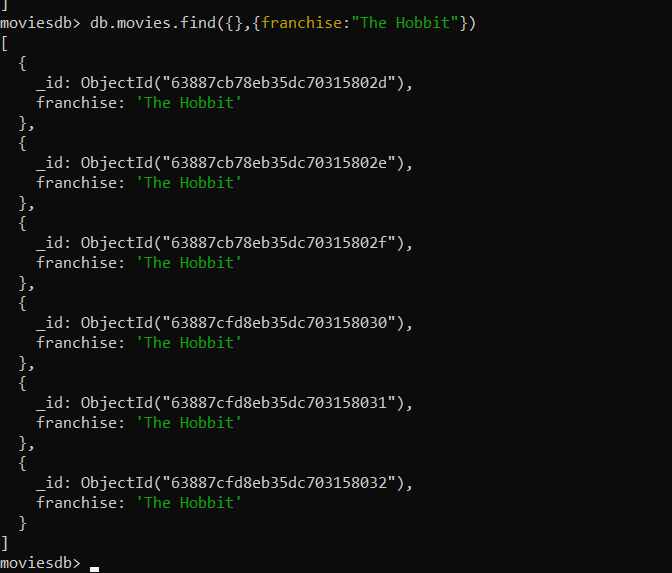 ]
moviesdb> db.movies.find({},{franchise:"The Hobbit"})
[
  {
    _id: ObjectId("63887cb78eb35dc70315802d"),
    franchise: 'The Hobbit'
  },
  {
    _id: ObjectId("63887cb78eb35dc70315802e"),
    franchise: 'The Hobbit'
  },
  {
    _id: ObjectId("63887cb78eb35dc70315802f"),
    franchise: 'The Hobbit'
  },
  {
    _id: ObjectId("63887cfd8eb35dc703158030"),
    franchise: 'The Hobbit'
  },
  {
    _id: ObjectId("63887cfd8eb35dc703158031"),
    franchise: 'The Hobbit'
  },
  {
    _id: ObjectId("63887cfd8eb35dc703158032"),
    franchise: 'The Hobbit'
  }
]
moviesdb>